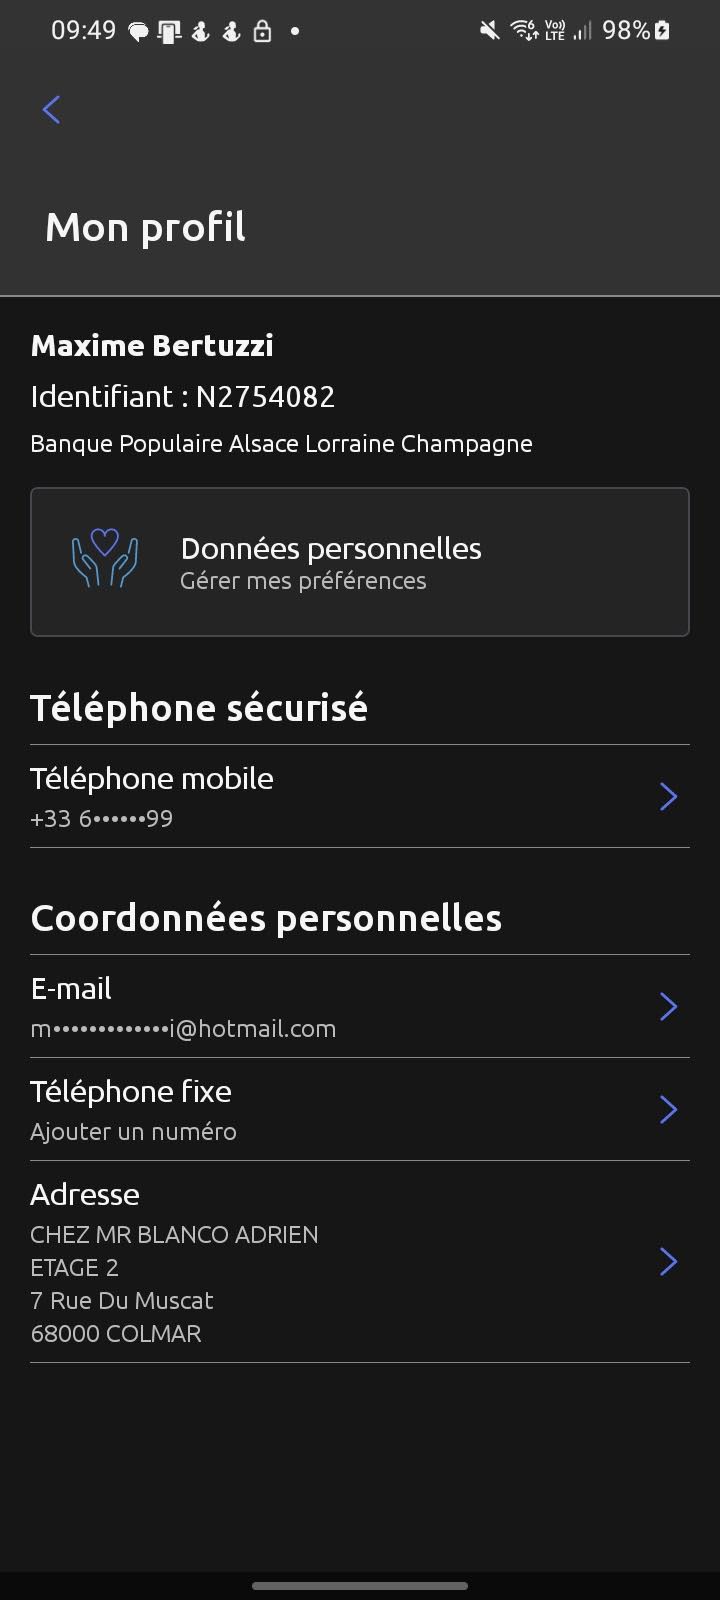 09:49
Vo)) LTE 98%
Mon profil
Maxime Bertuzzi
Identifiant : N2754082
Banque Populaire Alsace Lorraine Champagne
Données personnelles
Gérer mes préférences
Téléphone sécurisé
Téléphone mobile
+33 6••••••99
Coordonnées personnelles
E-mail
m•••••••••••••i@hotmail.com
Téléphone fixe
Ajouter un numéro
Adresse
CHEZ MR BLANCO ADRIEN
ETAGE 2
7 Rue Du Muscat
68000 COLMAR